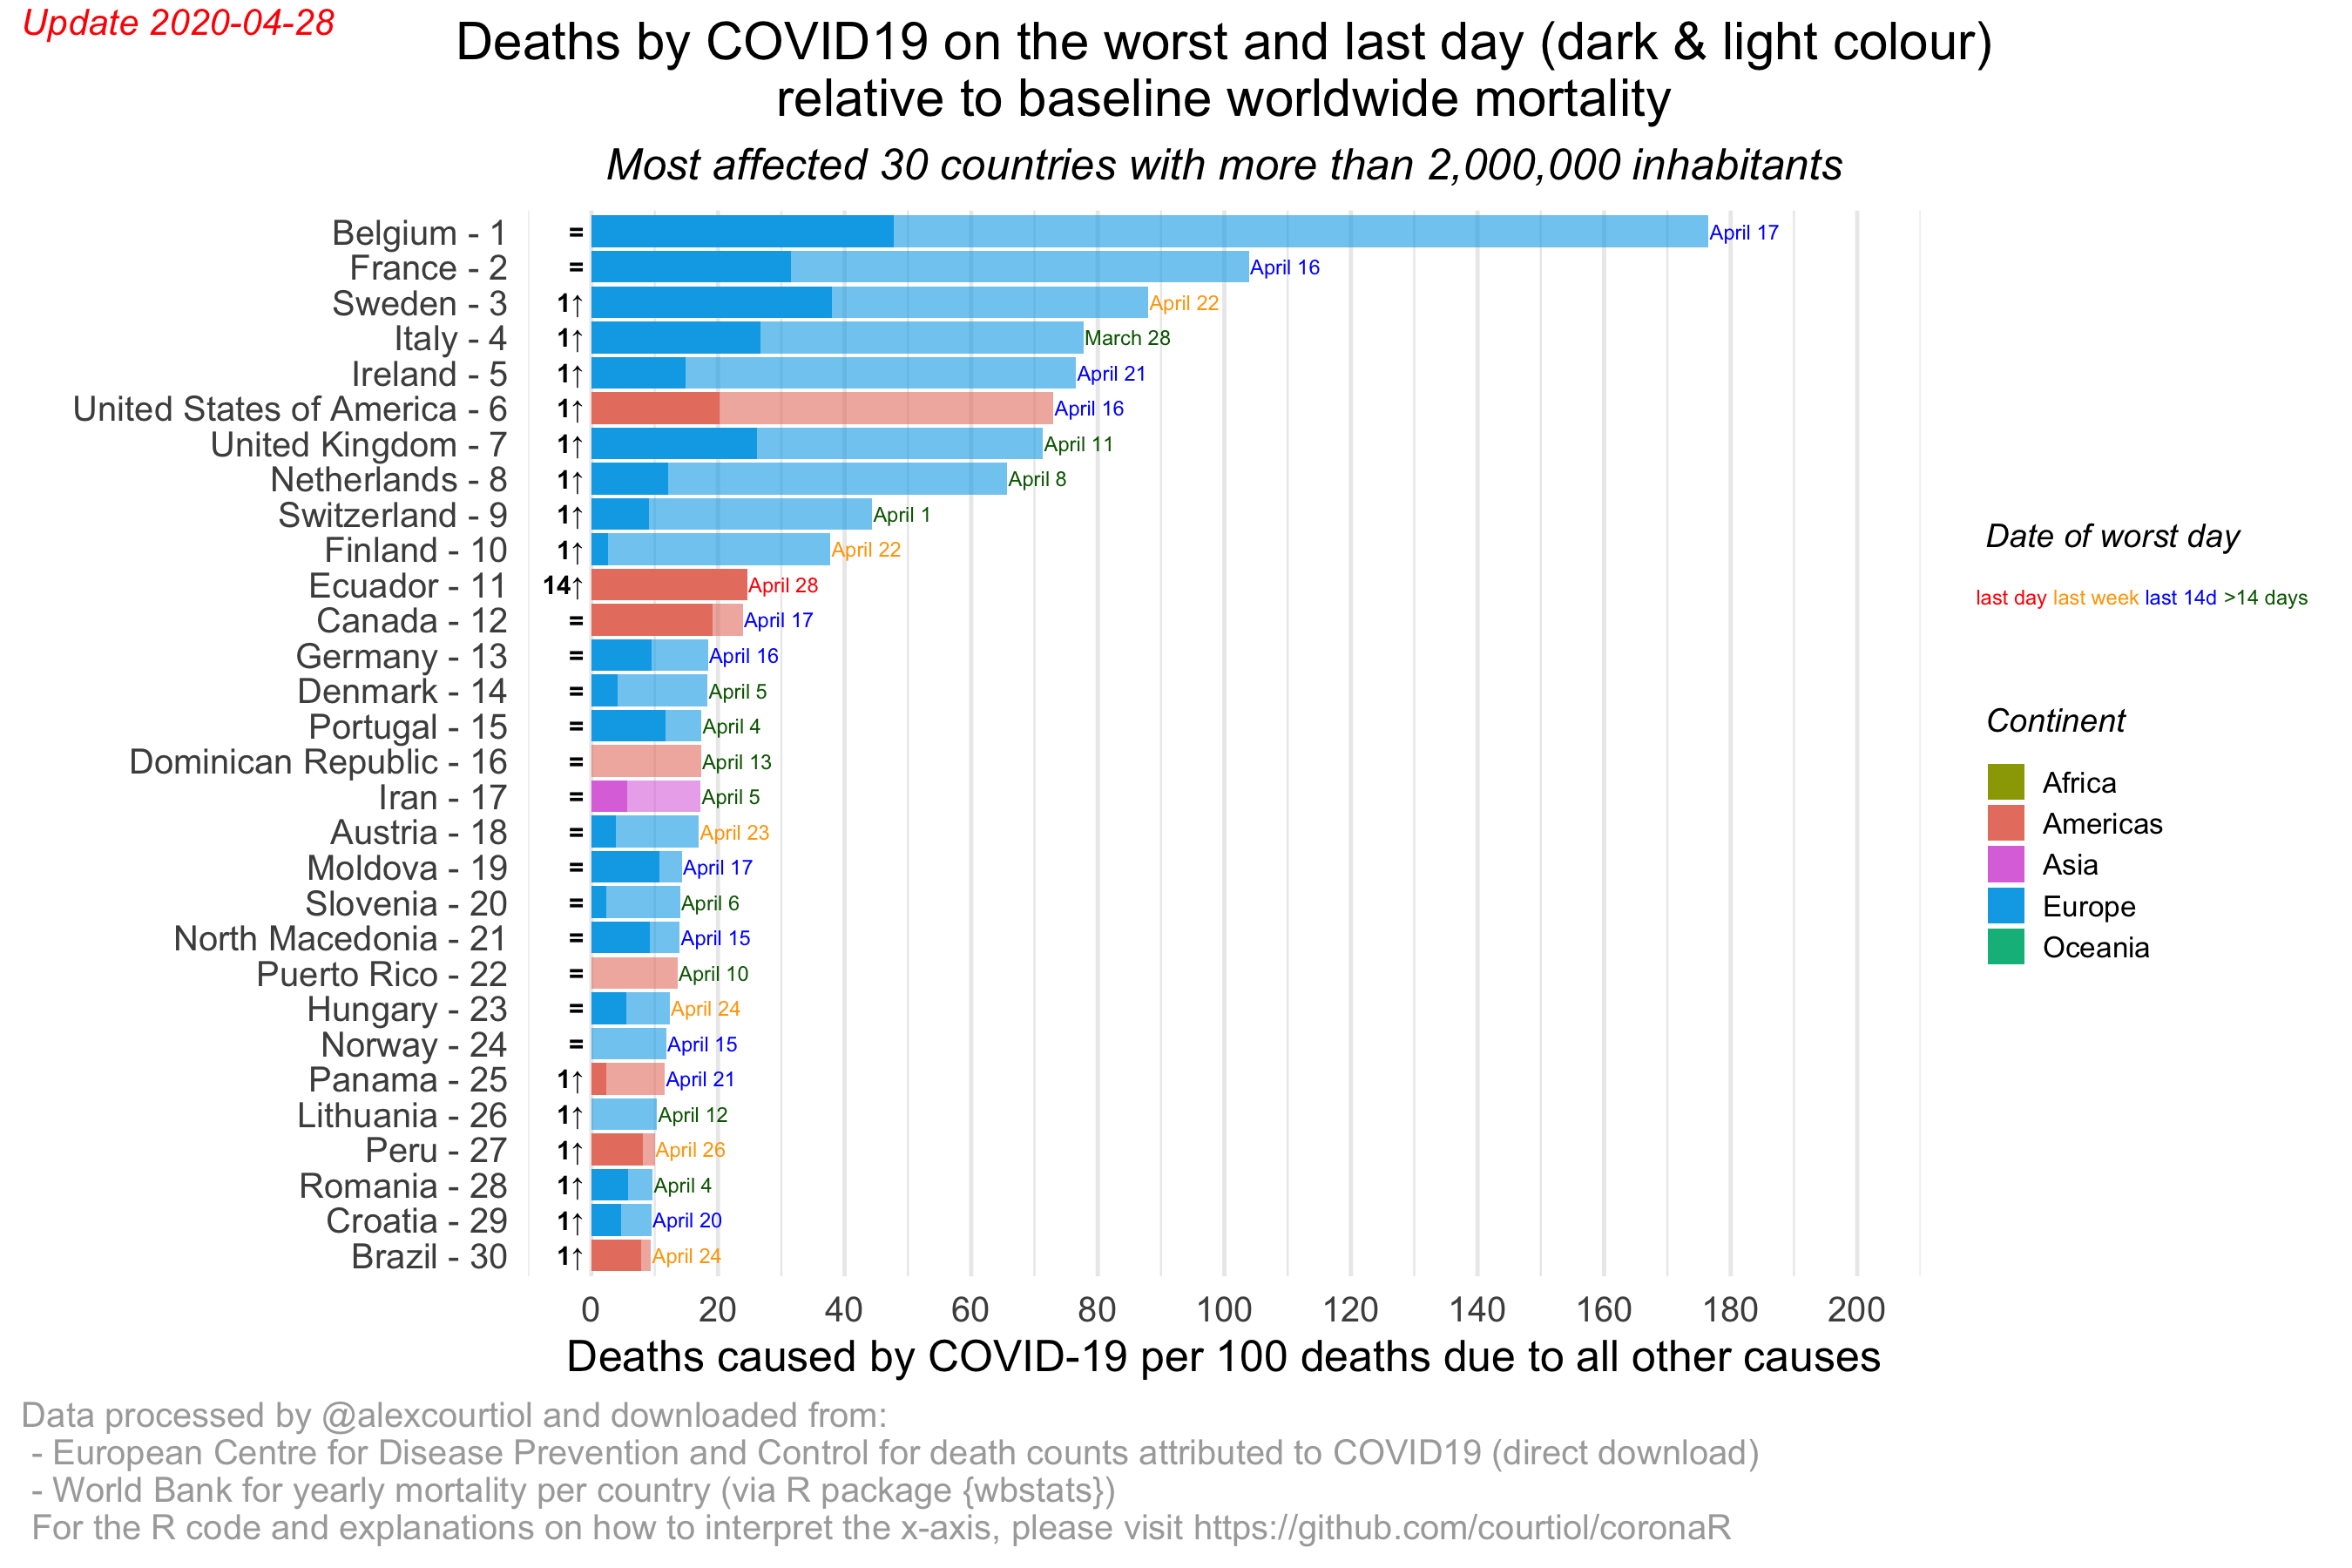 Update 2020-04-28
Deaths by COVID19 on the worst and last day (dark & light colour)
relative to baseline worldwide mortality
Most affected 30 countries with more than 2,000,000 inhabitants
Belgium - 1 = April 17
France - 2 = April 16
Sweden - 3 1↑ April 22
Italy - 4 1↑ March 28
Ireland - 5 1↑ April 21
United States of America - 6 1↑ April 16
United Kingdom - 7 1↑ April 11
Netherlands - 8 1↑ April 8
Switzerland - 9 1↑ April 1
Finland - 10 1↑ April 22
Ecuador - 11 14↑ April 28
Canada - 12 = April 17
Germany - 13 = April 16
Denmark - 14 = April 5
Portugal - 15 = April 4
Dominican Republic - 16 = April 13
Iran - 17 = April 5
Austria - 18 = April 23
Moldova - 19 = April 17
Slovenia - 20 = April 6
North Macedonia - 21 = April 15
Puerto Rico - 22 = April 10
Hungary - 23 = April 24
Norway - 24 = April 15
Panama - 25 1↑ April 21
Lithuania - 26 1↑ April 12
Peru - 27 1↑ April 26
Romania - 28 1↑ April 4
Croatia - 29 1↑ April 20
Brazil - 30 1↑ April 24
0 20 40 60 80 100 120 140 160 180 200
Deaths caused by COVID-19 per 100 deaths due to all other causes
Date of worst day
last day last week last 14d >14 days
Continent
Africa
Americas
Asia
Europe
Oceania
Data processed by @alexcourtiol and downloaded from:
- European Centre for Disease Prevention and Control for death counts attributed to COVID19 (direct download)
- World Bank for yearly mortality per country (via R package {wbstats})
For the R code and explanations on how to interpret the x-axis, please visit https://github.com/courtiol/coronaR